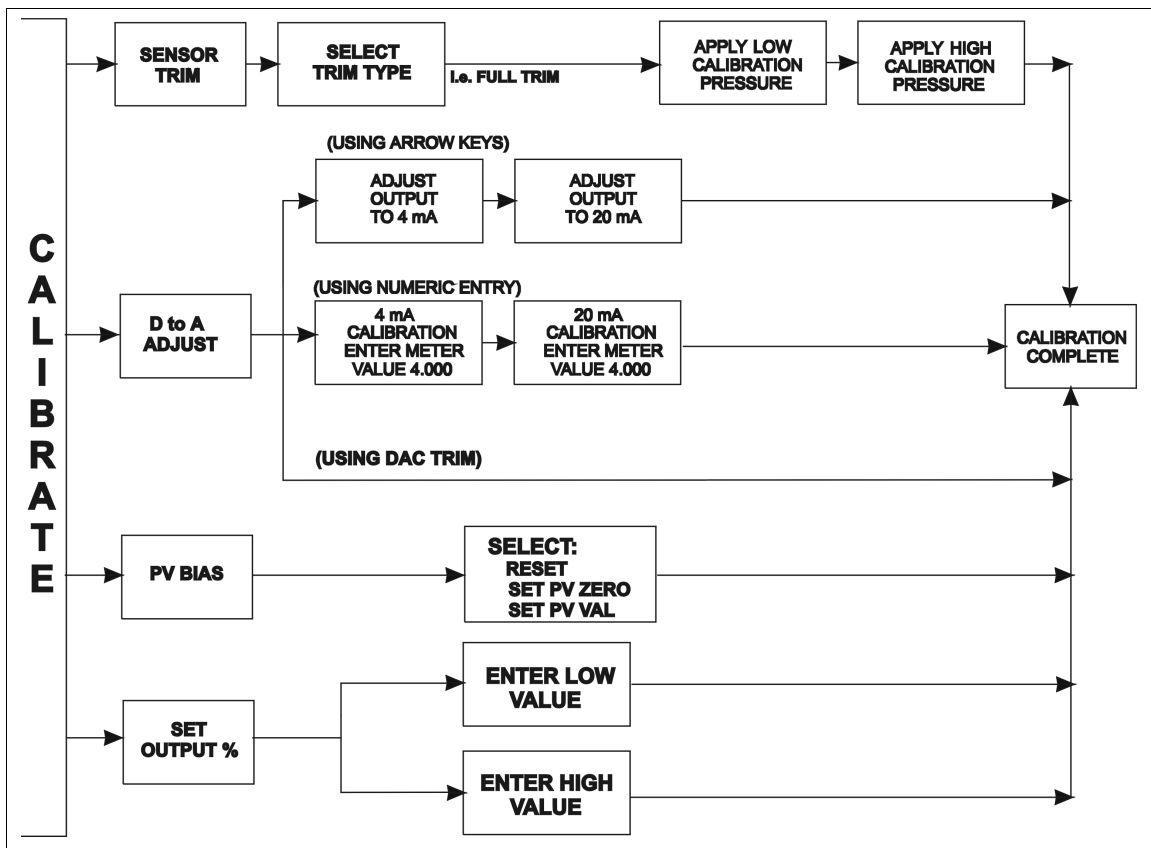 CALIBRATE
SENSOR
TRIM
SELECT
TRIM TYPE
i.e. FULL TRIM
APPLY LOW
CALIBRATION
PRESSURE
APPLY HIGH
CALIBRATION
PRESSURE
(USING ARROW KEYS)
ADJUST
OUTPUT
TO 4 mA
ADJUST
OUTPUT
TO 20 mA
D to A
ADJUST
(USING NUMERIC ENTRY)
4 mA
CALIBRATION
ENTER METER
VALUE 4.000
20 mA
CALIBRATION
ENTER METER
VALUE 4.000
CALIBRATION
COMPLETE
(USING DAC TRIM)
PV BIAS
SELECT:
RESET
SET PV ZERO
SET PV VAL
SET
OUTPUT %
ENTER LOW
VALUE
ENTER HIGH
VALUE